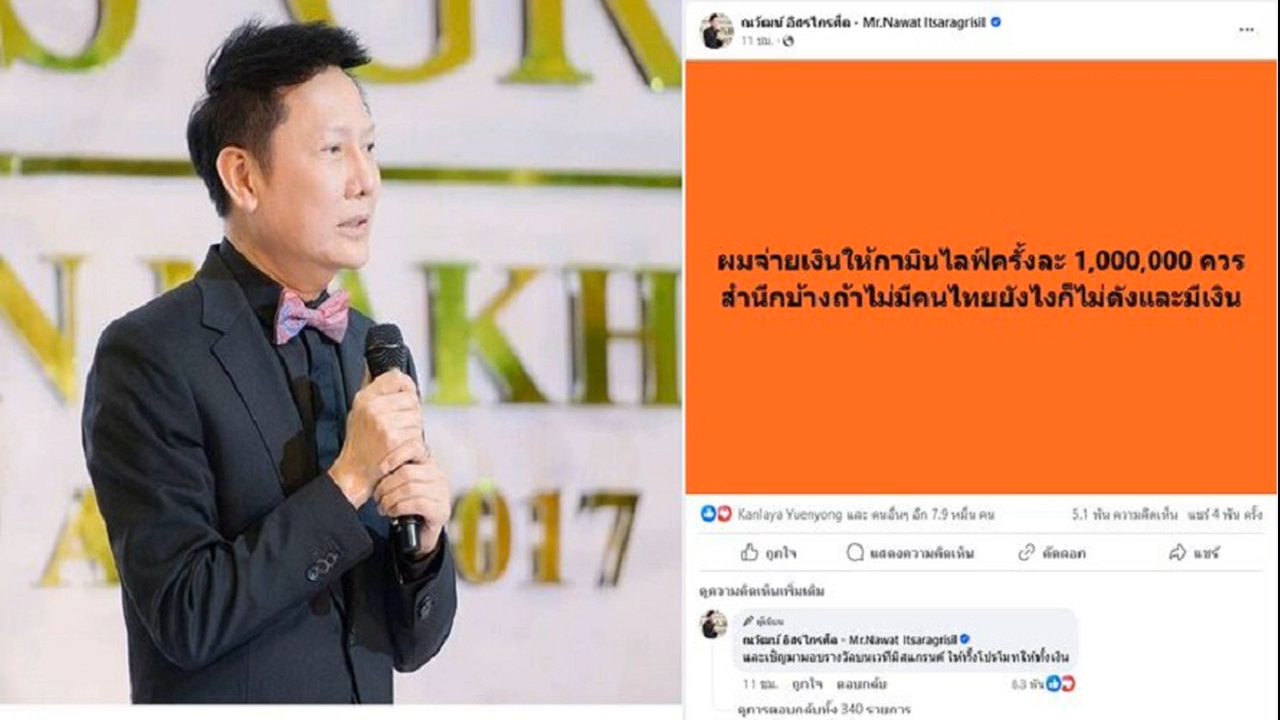 2017
ณวัฒน์ อิสรไกรศีล - Mr.Nawat Itsaragrisil
11 ชม.
ผมจ่ายเงินให้กามินไลฟ์ครั้งละ 1,000,000 ควร
สำนึกบ้างถ้าไม่มีคนไทยยังไงก็ไม่ดังและมีเงิน
Kanlaya Yuenyong และ คนอื่นๆ อีก 7.9 หมื่น คน
5.1 พัน ความคิดเห็น แชร์ 4 พัน ครั้ง
ถูกใจ แสดงความคิดเห็น คัดลอก แชร์
ดูความคิดเห็นเพิ่มเติม
ผู้เขียน
ณวัฒน์ อิสรไกรศีล - Mr.Nawat Itsaragrisil
และเชิญมามอบรางวัลบนเวทีมิสแกรนด์ ให้ทั้งโปรโมทให้ทั้งเงิน
11 ชม. ถูกใจ ตอบกลับ 6.3 พัน
ดูการตอบกลับทั้ง 340 รายการ